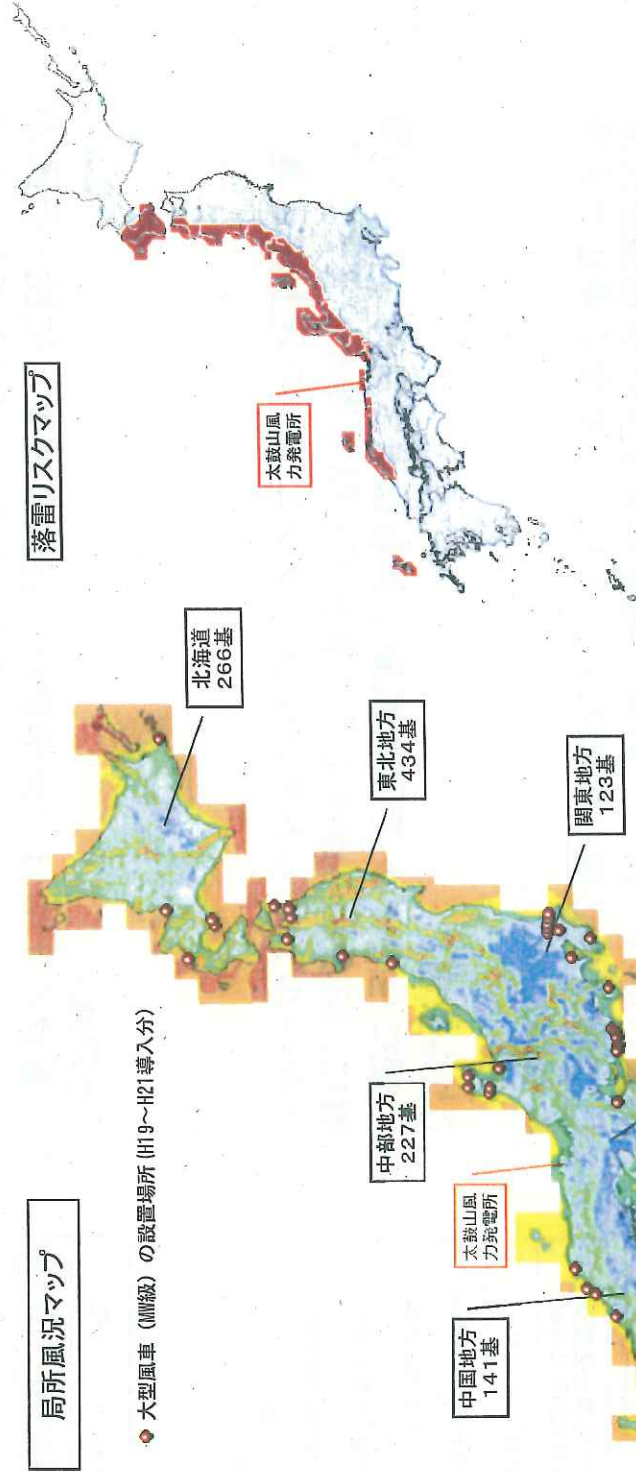 局所風況マップ
大型風車（MW級）の設置場所（H19～H21導入分）
北海道
266基
東北地方
434基
関東地方
123基
中部地方
227基
太鼓山風
力発電所
中国地方
141基
落雷リスクマップ
太鼓山風
力発電所